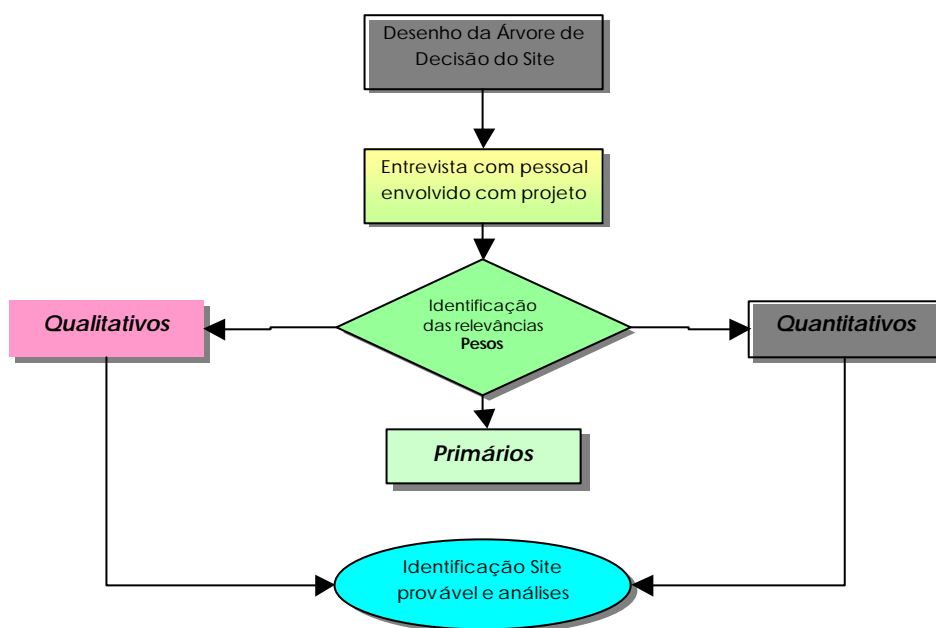 Desenho da Árvore de
Decisão do Site
Entrevista com pessoal
envolvido com projeto
Identificação
das relevâncias
Pesos
Qualitativos
Quantitativos
Primários
Identificação Site
provável e análises